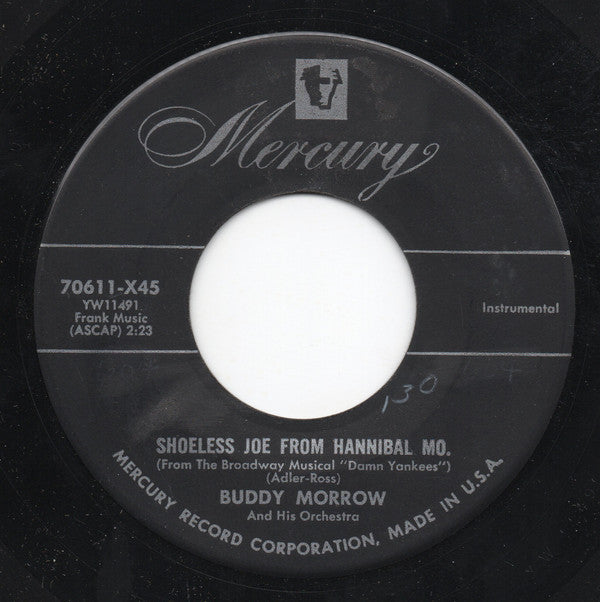 Mercury
70611-X45
YW11491
Frank Music
(ASCAP) 2:23
Instrumental
130
SHOELESS JOE FROM HANNIBAL MO.
(From The Broadway Musical "Damn Yankees")
(Adler-Ross)
BUDDY MORROW
And His Orchestra
MERCURY RECORD CORPORATION, MADE IN U.S.A.